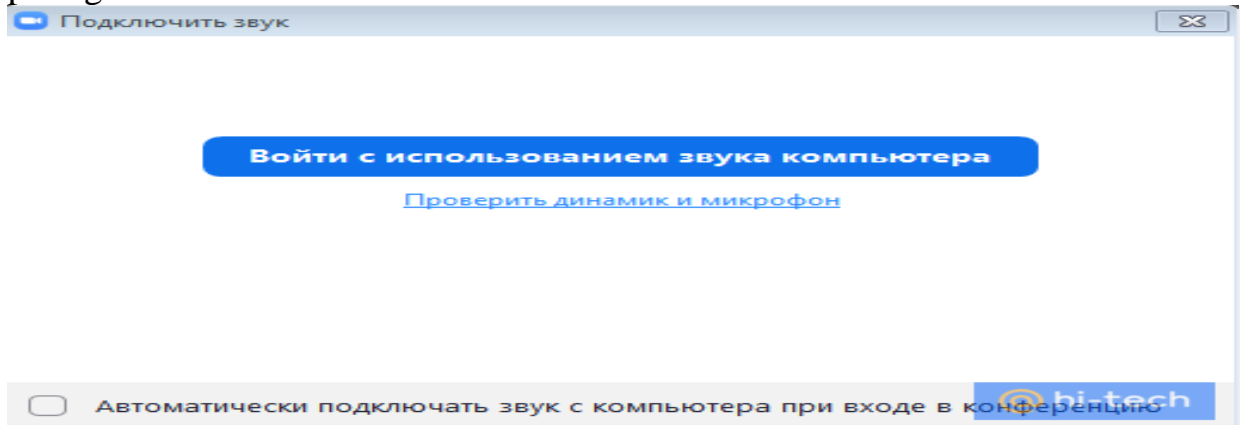 Подключить звук
Войти с использованием звука компьютера
Проверить динамик и микрофон
Автоматически подключать звук с компьютера при входе в конференцию
hi-tech